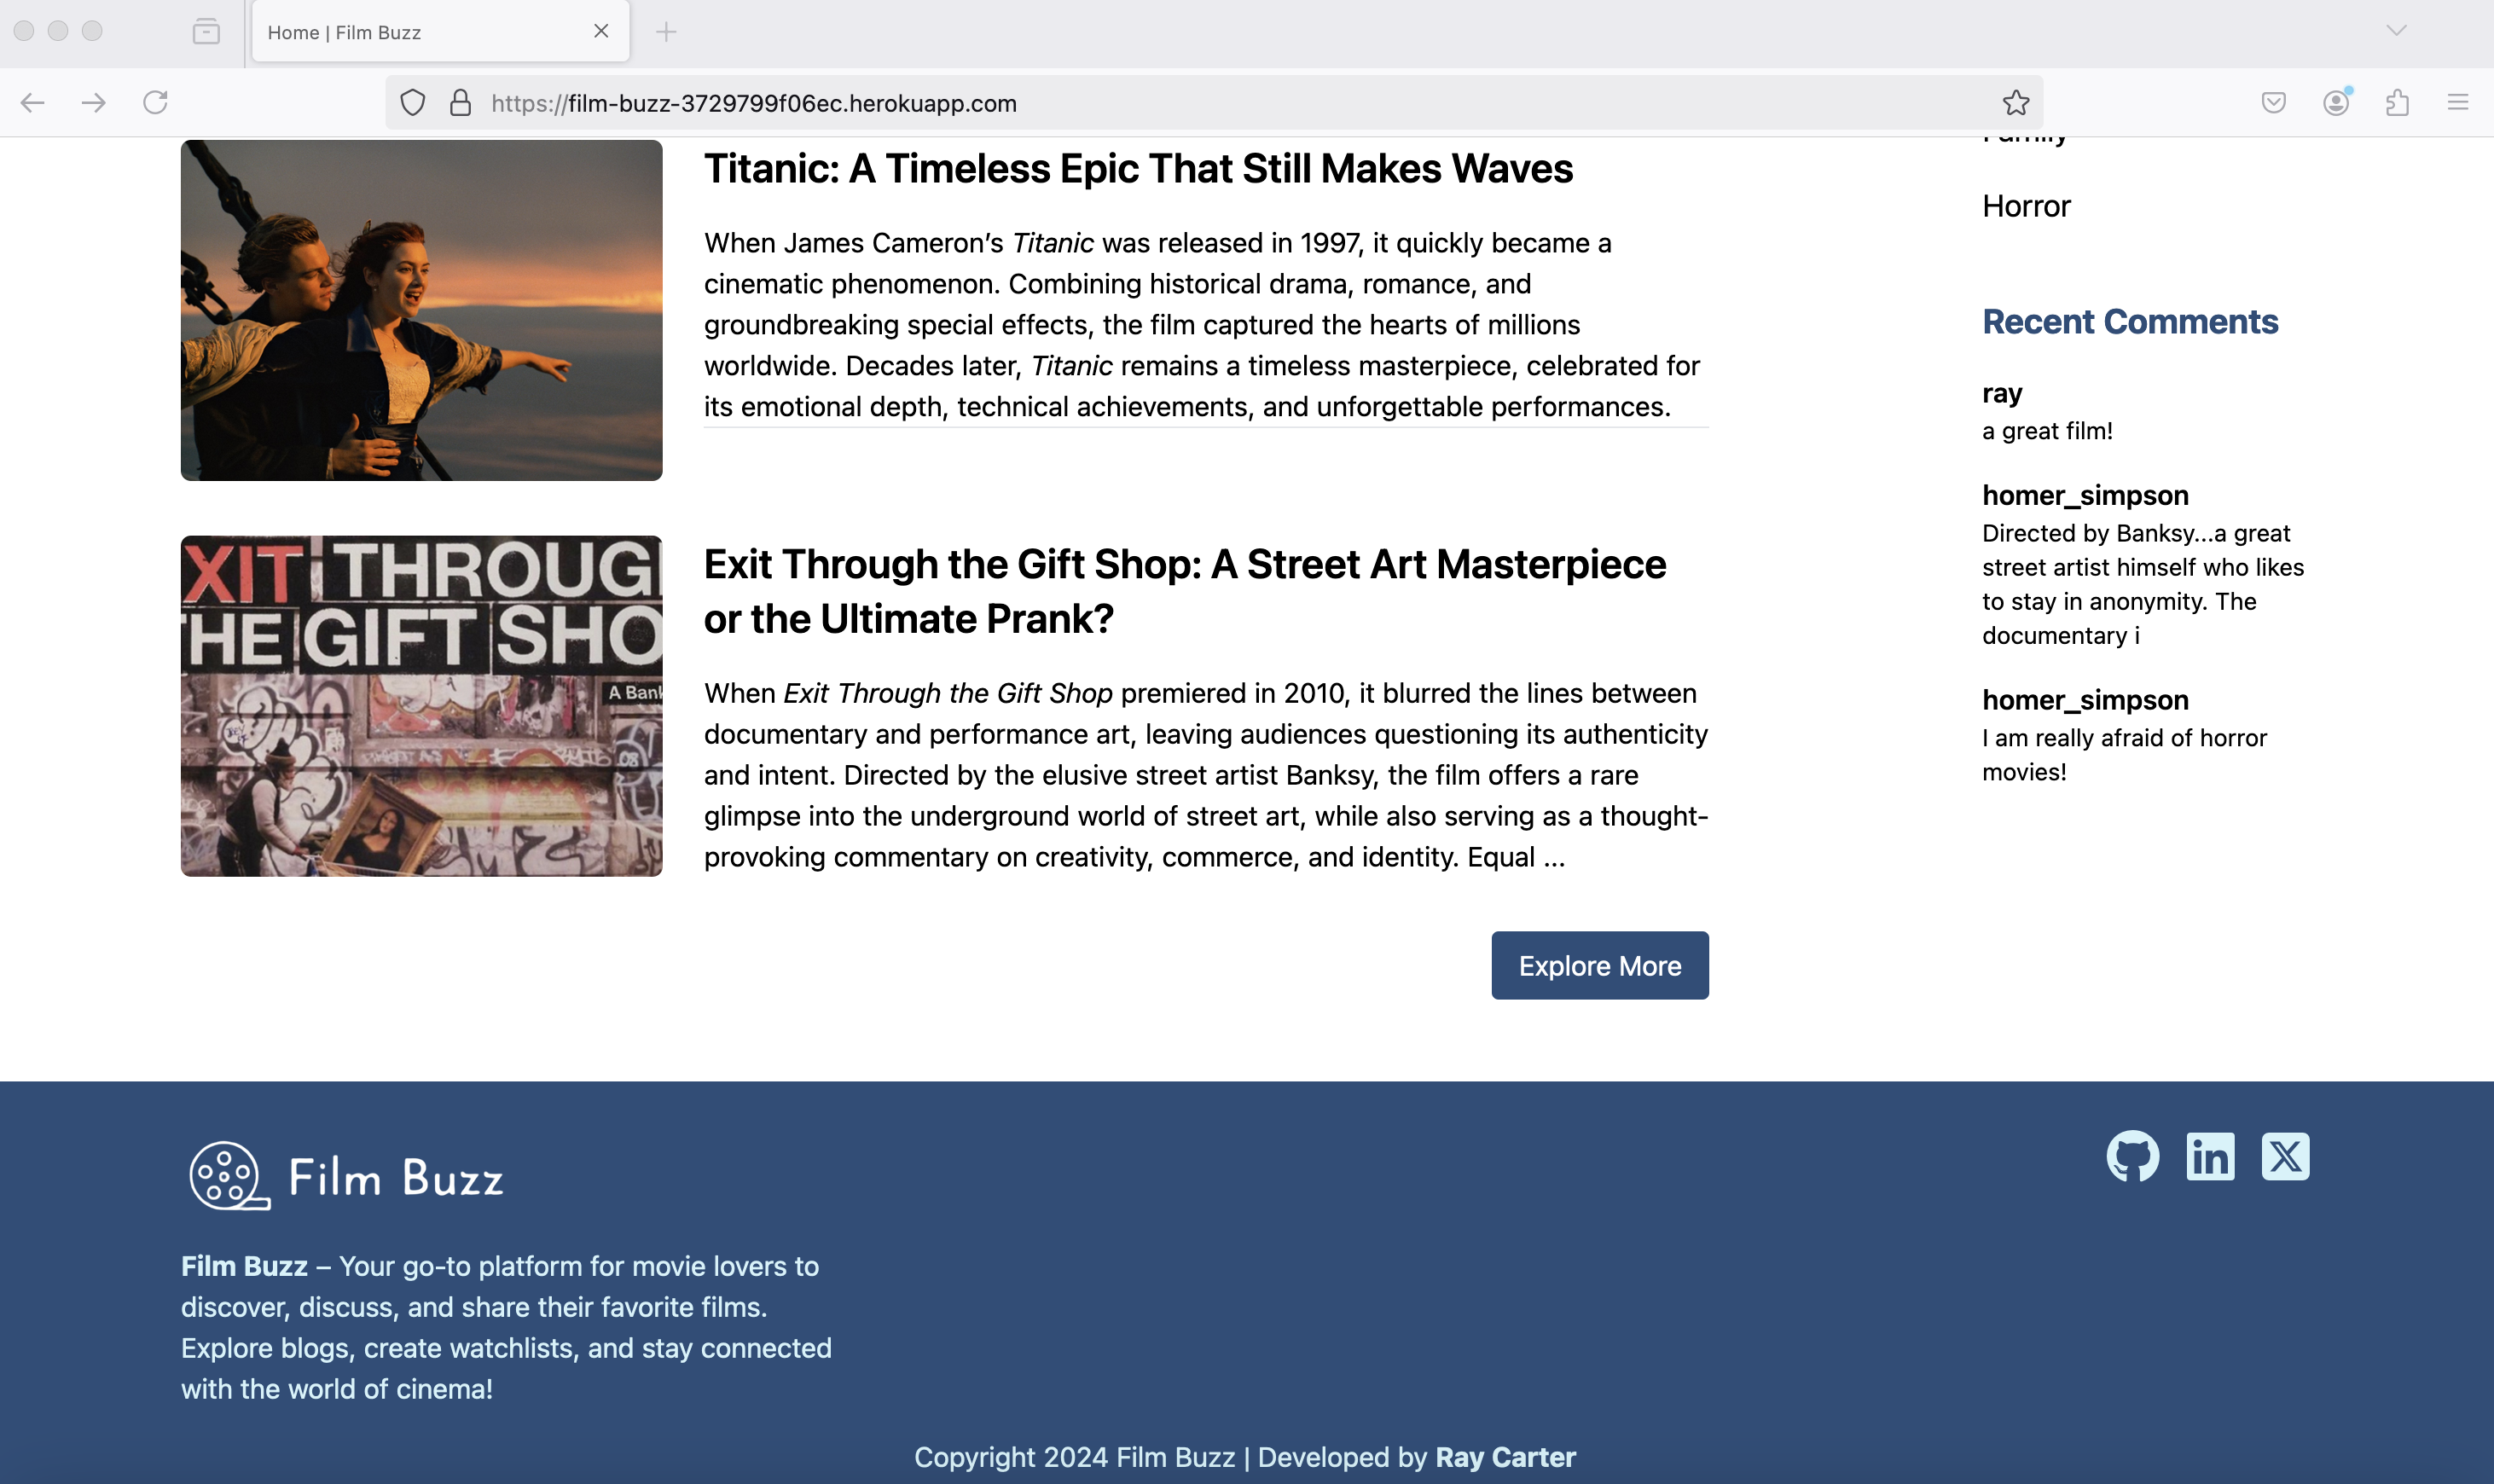 Home | Film Buzz
https://film-buzz-3729799f06ec.herokuapp.com
Titanic: A Timeless Epic That Still Makes Waves
When James Cameron's Titanic was released in 1997, it quickly became a
cinematic phenomenon. Combining historical drama, romance, and
groundbreaking special effects, the film captured the hearts of millions
worldwide. Decades later, Titanic remains a timeless masterpiece, celebrated for
its emotional depth, technical achievements, and unforgettable performances.
XIT THROUG
HE GIFT SHO
A Bank
Exit Through the Gift Shop: A Street Art Masterpiece
or the Ultimate Prank?
When Exit Through the Gift Shop premiered in 2010, it blurred the lines between
documentary and performance art, leaving audiences questioning its authenticity
and intent. Directed by the elusive street artist Banksy, the film offers a rare
glimpse into the underground world of street art, while also serving as a thought-
provoking commentary on creativity, commerce, and identity. Equal ...
Explore More
Family
Horror
Recent Comments
ray
a great film!
homer_simpson
Directed by Banksy...a great
street artist himself who likes
to stay in anonymity. The
documentary i
homer_simpson
I am really afraid of horror
movies!
Film Buzz
in X
Film Buzz – Your go-to platform for movie lovers to
discover, discuss, and share their favorite films.
Explore blogs, create watchlists, and stay connected
with the world of cinema!
Copyright 2024 Film Buzz | Developed by Ray Carter